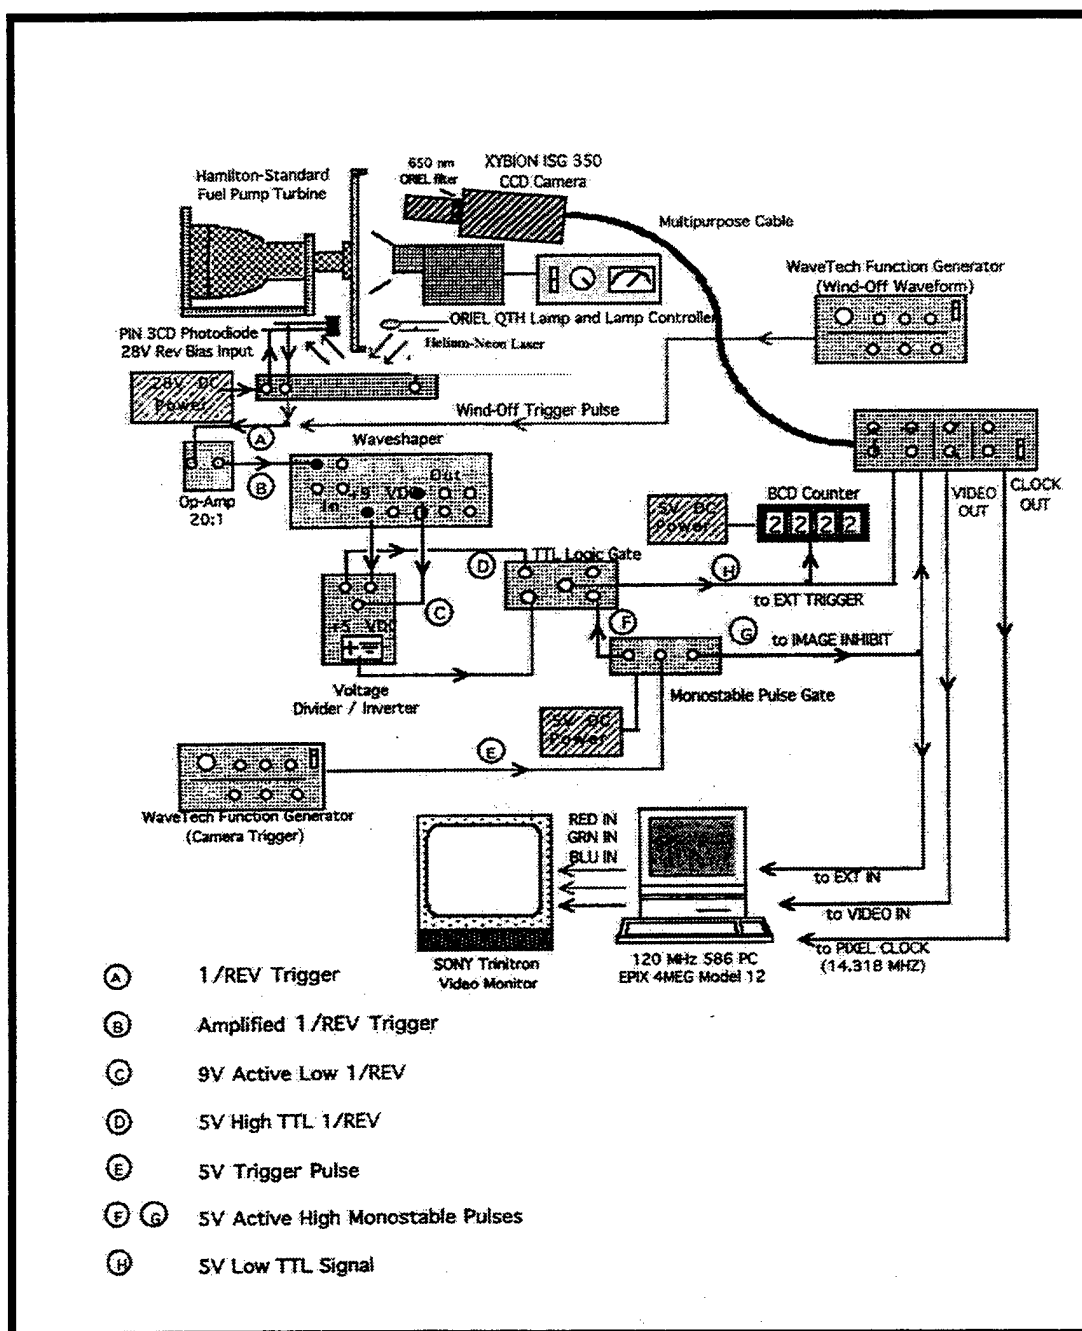 Hamilton-Standard
Fuel Pump Turbine
650 nm
ORIEL filter
XYBION ISG 350
CCD Camera
Multipurpose Cable
WaveTech Function Generator
(Wind-Off Waveform)
ORIEL QTH Lamp and Lamp Controller
PIN 3CD Photodiode
28V Rev Bias Input
Helium-Neon Laser
28V DC
Power
Wind-Off Trigger Pulse
A
Waveshaper
B
Op-Amp
20:1
Out
+9 VDC
In
5V DC
Power
BCD Counter
2 2 2 2
VIDEO
OUT
CLOCK
OUT
D
TTL Logic Gate
H
to EXT TRIGGER
C
+5 VDC
F
G
to IMAGE INHIBIT
Voltage
Divider / Inverter
Monostable Pulse Gate
5V DC
Power
E
WaveTech Function Generator
(Camera Trigger)
RED IN
GRN IN
BLU IN
to EXT IN
to VIDEO IN
to PIXEL CLOCK
(14.318 MHZ)
SONY Trinitron
Video Monitor
120 MHz 586 PC
EPIX 4MEG Model 12
A 1/REV Trigger
B Amplified 1/REV Trigger
C 9V Active Low 1/REV
D 5V High TTL 1/REV
E 5V Trigger Pulse
F G 5V Active High Monostable Pulses
H 5V Low TTL Signal